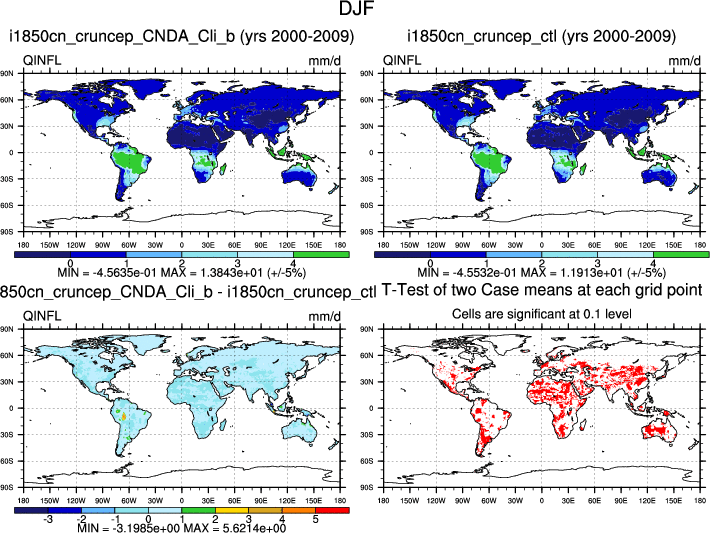 DJF
i1850cn_cruncep_CNDA_Cli_b (yrs 2000-2009)
QINFL mm/d
90N
60N
30N
0
30S
60S
90S
180 150W 120W 90W 60W 30W 0 30E 60E 90E 120E 150E 180
0 1 2 3 4
MIN = -4.5635e-01 MAX = 1.3843e+01 (+/-5%)
i1850cn_cruncep_ctl (yrs 2000-2009)
QINFL mm/d
90N
60N
30N
0
30S
60S
90S
180 150W 120W 90W 60W 30W 0 30E 60E 90E 120E 150E 180
0 1 2 3 4
MIN = -4.5532e-01 MAX = 1.1913e+01 (+/-5%)
850cn_cruncep_CNDA_Cli_b - i1850cn_cruncep_ctl
QINFL mm/d
90N
60N
30N
0
30S
60S
90S
180 150W 120W 90W 60W 30W 0 30E 60E 90E 120E 150E 180
-3 -2 -1 0 1 2 3 4 5
MIN = -3.1985e+00 MAX = 5.6214e+00
T-Test of two Case means at each grid point
Cells are significant at 0.1 level
90N
60N
30N
0
30S
60S
90S
180 150W 120W 90W 60W 30W 0 30E 60E 90E 120E 150E 180